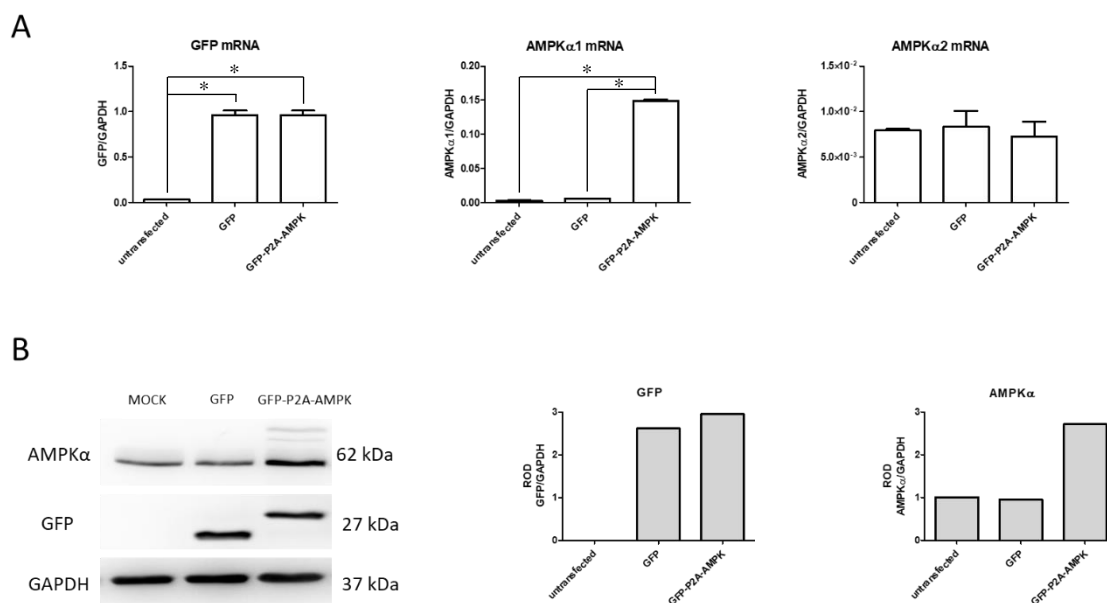 A
GFP mRNA
GFP/GAPDH
1.5
1.0
0.5
0.0
*
*
untransfected
GFP
GFP-P2A-AMPK
AMPKα1 mRNA
AMPKα1/GAPDH
0.20
0.15
0.10
0.05
0.00
*
*
untransfected
GFP
GFP-P2A-AMPK
AMPKα2 mRNA
AMPKα2/GAPDH
1.5×10⁻²
1.0×10⁻²
5.0×10⁻³
0.0
untransfected
GFP
GFP-P2A-AMPK
B
MOCK GFP GFP-P2A-AMPK
AMPKα 62 kDa
GFP 27 kDa
GAPDH 37 kDa
GFP
ROD
GFP/GAPDH
3
2
1
0
untransfected
GFP
GFP-P2A-AMPK
AMPKα
ROD
AMPKα/GAPDH
3
2
1
0
untransfected
GFP
GFP-P2A-AMPK